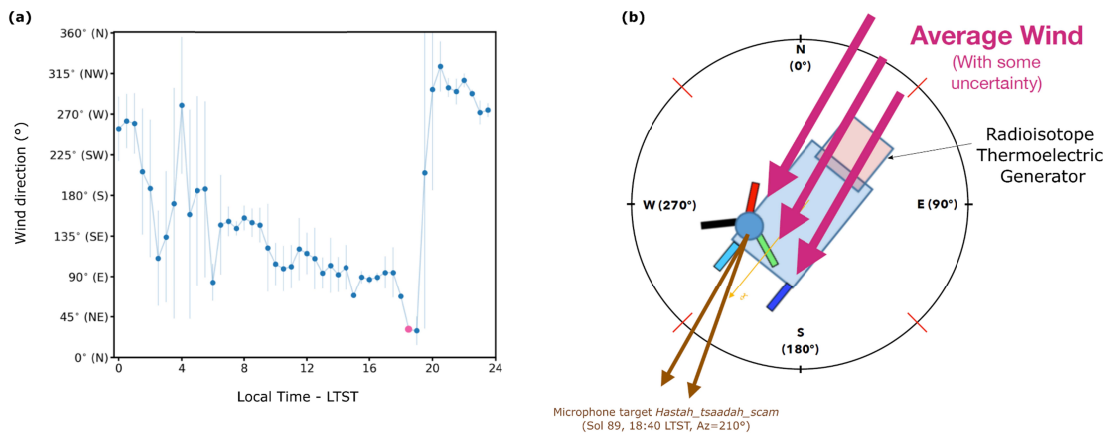 (a)
360° (N)
315° (NW)
270° (W)
225° (SW)
180° (S)
135° (SE)
90° (E)
45° (NE)
0° (N)
Wind direction (°)
0 4 8 12 16 20 24
Local Time - LTST
(b)
Average Wind
(With some
uncertainty)
N
(0°)
Radioisotope
Thermoelectric
Generator
W (270°)
E (90°)
S
(180°)
Microphone target Hastah_tsaadah_scam
(Sol 89, 18:40 LTST, Az=210°)